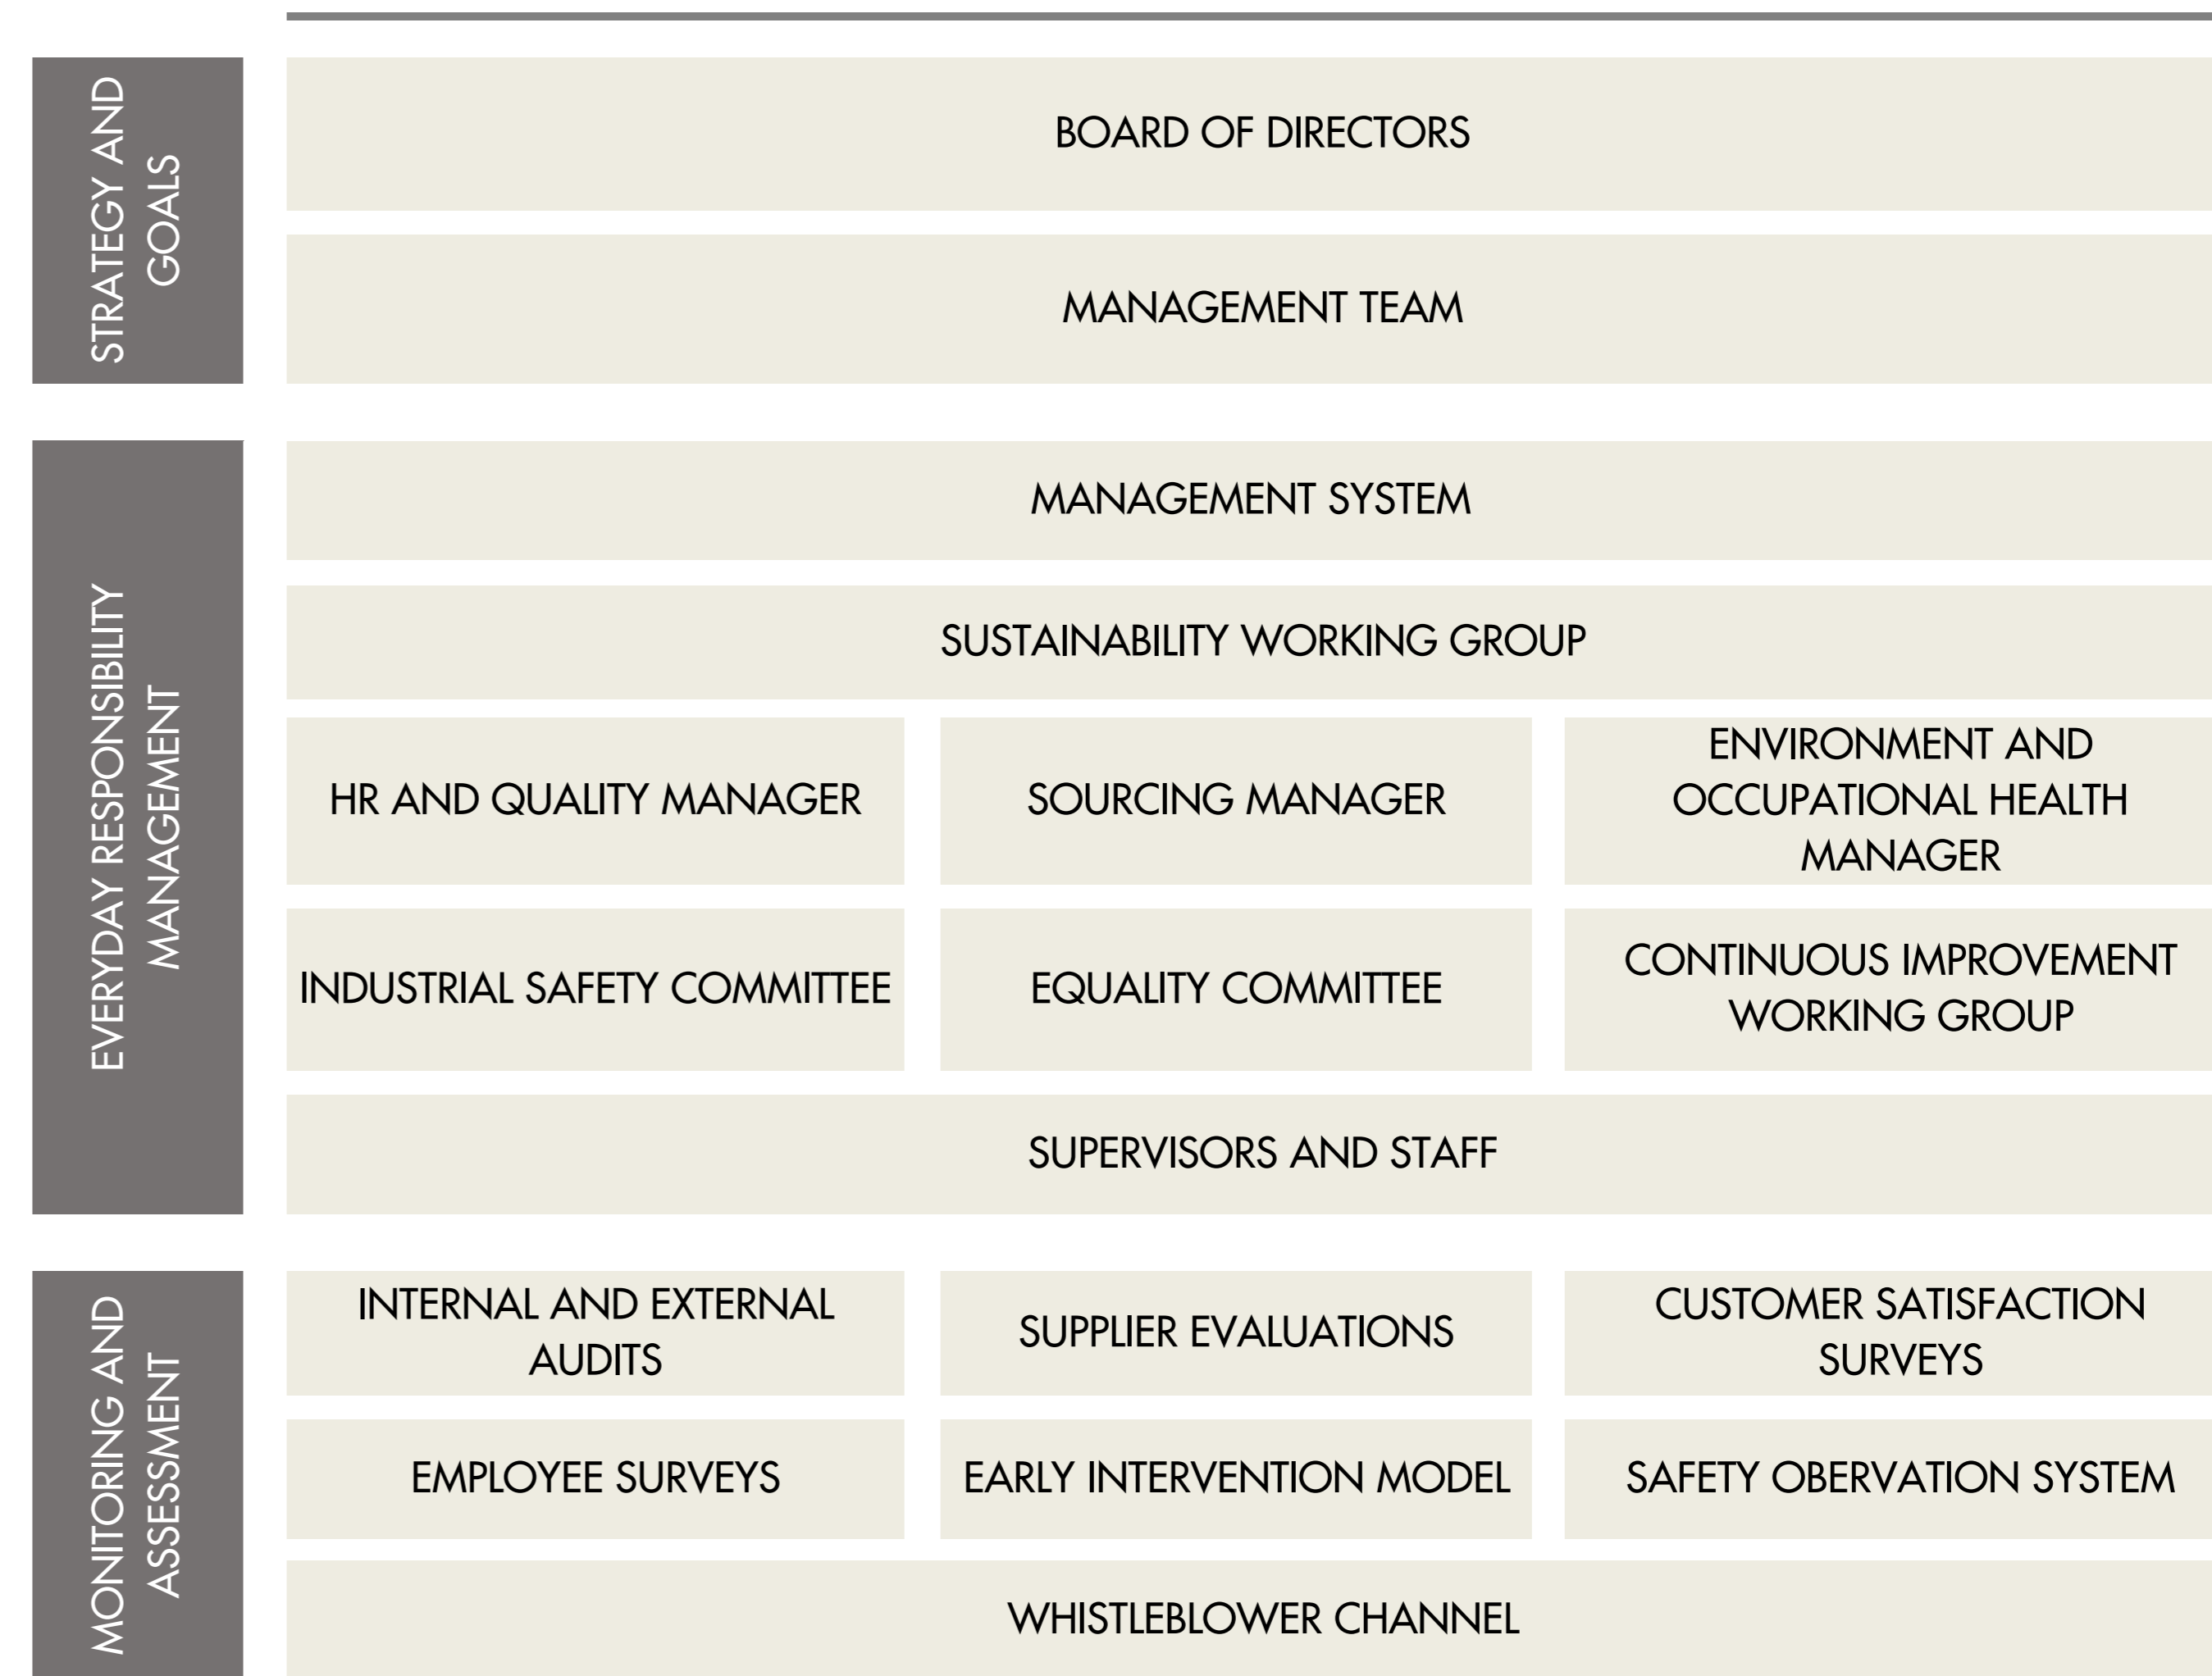 STRATEGY AND
GOALS
BOARD OF DIRECTORS
MANAGEMENT TEAM
EVERYDAY RESPONSIBILITY
MANAGEMENT
MANAGEMENT SYSTEM
SUSTAINABILITY WORKING GROUP
HR AND QUALITY MANAGER
SOURCING MANAGER
ENVIRONMENT AND
OCCUPATIONAL HEALTH
MANAGER
INDUSTRIAL SAFETY COMMITTEE
EQUALITY COMMITTEE
CONTINUOUS IMPROVEMENT
WORKING GROUP
SUPERVISORS AND STAFF
MONITORING AND
ASSESSMENT
INTERNAL AND EXTERNAL
AUDITS
SUPPLIER EVALUATIONS
CUSTOMER SATISFACTION
SURVEYS
EMPLOYEE SURVEYS
EARLY INTERVENTION MODEL
SAFETY OBERVATION SYSTEM
WHISTLEBLOWER CHANNEL